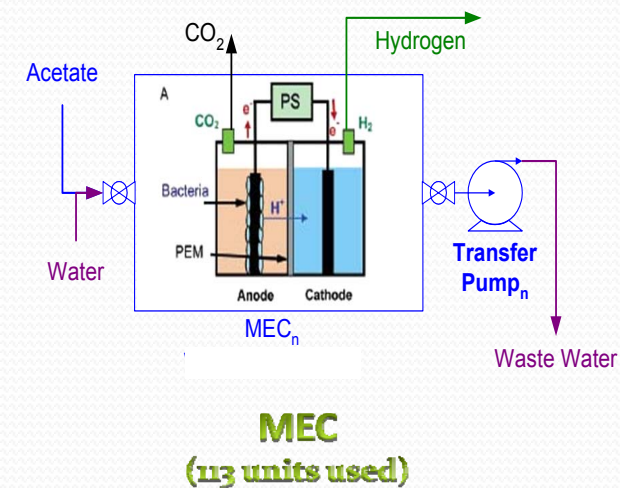 CO2
Hydrogen
Acetate
A
PS
CO2
e-
e-
H2
Bacteria
H+
PEM
Anode
Cathode
Water
Transfer
Pumpn
MECn
Waste Water
MEC
(113 units used)